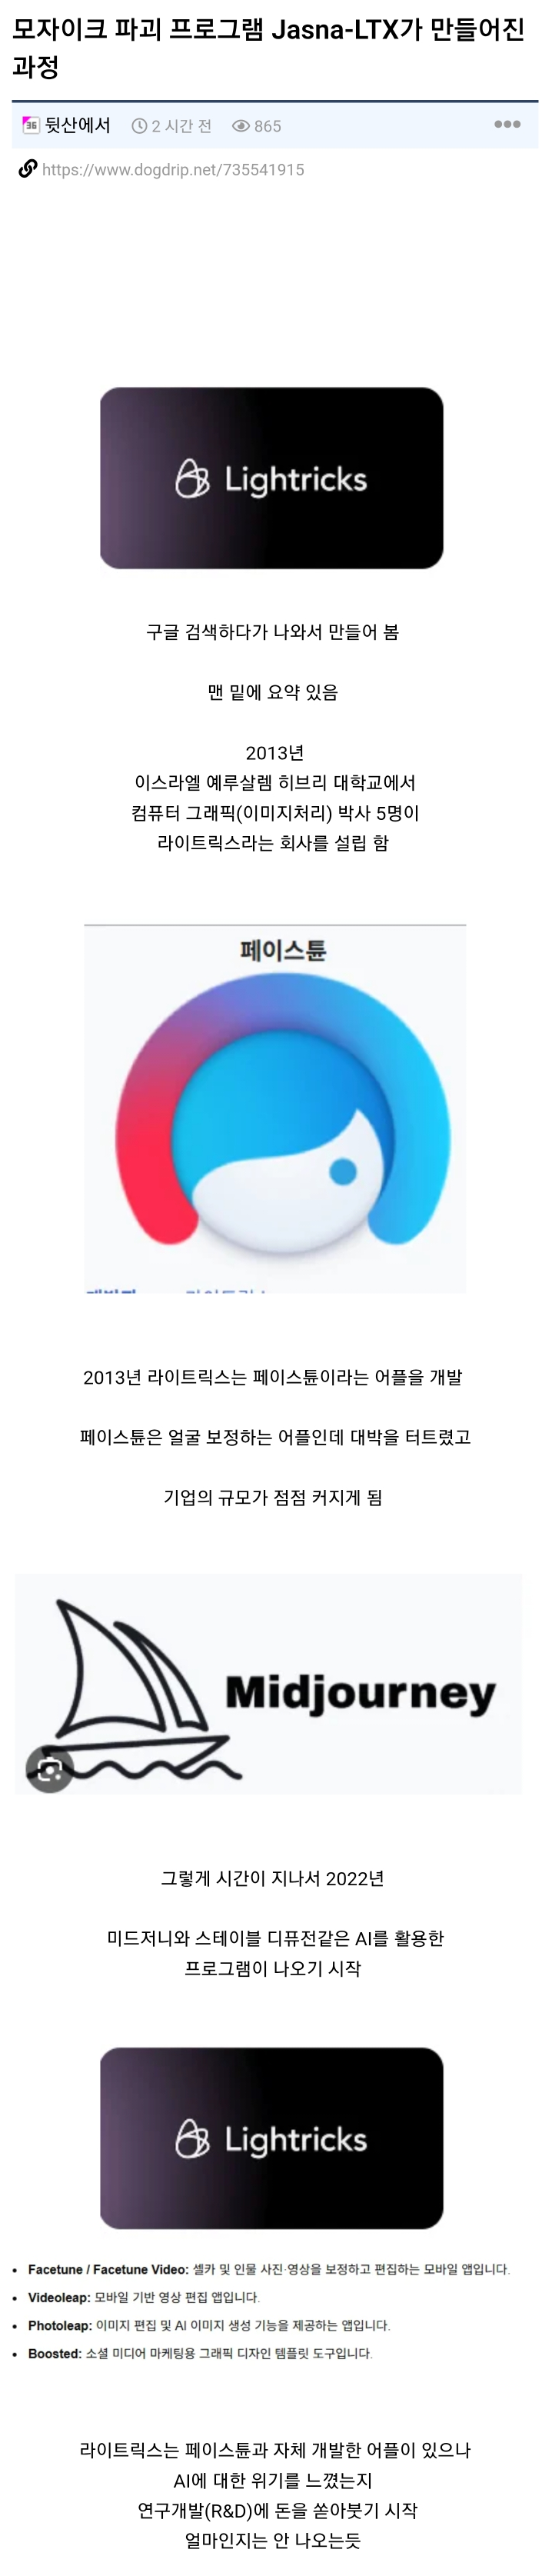 모자이크 파괴 프로그램 Jasna-LTX가 만들어진
과정
뒷산에서 2 시간 전 865
https://www.dogdrip.net/735541915
Lightricks
구글 검색하다가 나와서 만들어 봄
맨 밑에 요약 있음
2013년
이스라엘 예루살렘 히브리 대학교에서
컴퓨터 그래픽(이미지처리) 박사 5명이
라이트릭스라는 회사를 설립 함
페이스튠
2013년 라이트릭스는 페이스튠이라는 어플을 개발
페이스튠은 얼굴 보정하는 어플인데 대박을 터트렸고
기업의 규모가 점점 커지게 됨
Midjourney
그렇게 시간이 지나서 2022년
미드저니와 스테이블 디퓨전같은 AI를 활용한
프로그램이 나오기 시작
Lightricks
• Facetune / Facetune Video: 셀카 및 인물 사진·영상을 보정하고 편집하는 모바일 앱입니다.
• Videoleap: 모바일 기반 영상 편집 앱입니다.
• Photoleap: 이미지 편집 및 AI 이미지 생성 기능을 제공하는 앱입니다.
• Boosted: 소셜 미디어 마케팅용 그래픽 디자인 템플릿 도구입니다.
라이트릭스는 페이스튠과 자체 개발한 어플이 있으나
AI에 대한 위기를 느꼈는지
연구개발(R&D)에 돈을 쏟아붓기 시작
얼마인지는 안 나오는듯